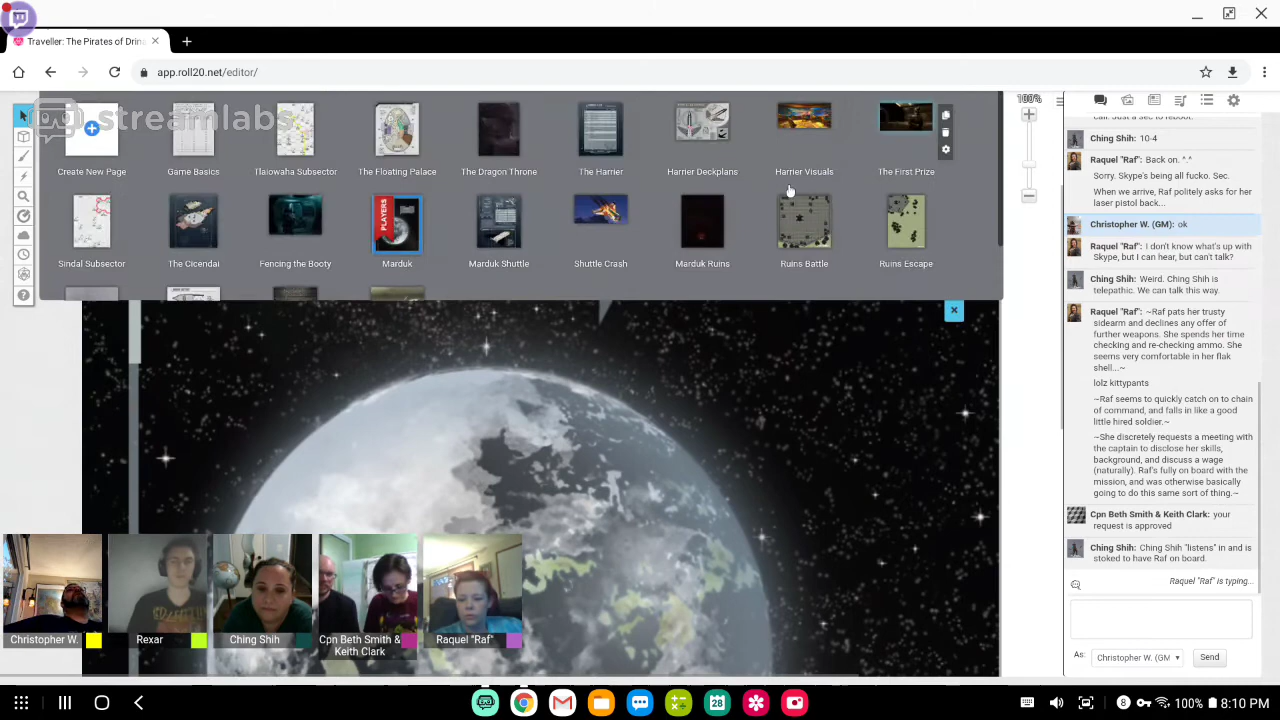 Traveller: The Pirates of Drina
app.roll20.net/editor/
streamlabs
100%
Create New Page
Game Basics
Tlaiowaha Subsector
The Floating Palace
The Dragon Throne
The Harrier
Harrier Deckplans
Harrier Visuals
The First Prize
PLAYERS
Sindal Subsector
The Cicendai
Fencing the Booty
Marduk
Marduk Shuttle
Shuttle Crash
Marduk Ruins
Ruins Battle
Ruins Escape
Christopher W.
Rexar
Ching Shih
Cpn Beth Smith &
Keith Clark
Raquel "Raf"
call. Just a sec to reboot.
Ching Shih: 10-4
Raquel "Raf": Back on. ^.^
Sorry. Skype's being all fucko. Sec.
When we arrive, Raf politely asks for her
laser pistol back...
Christopher W. (GM): ok
Raquel "Raf": I don't know what's up with
Skype, but I can hear, but can't talk?
Ching Shih: Weird. Ching Shih is
telepathic. We can talk this way.
Raquel "Raf": ~Raf pats her trusty
sidearm and declines any offer of
further weapons. She spends her time
checking and re-checking ammo. She
seems very comfortable in her flak
shell...~
lolz kittypants
~Raf seems to quickly catch on to chain
of command, and falls in like a good
little hired soldier.~
~She discretely requests a meeting with
the captain to disclose her skills,
background, and discuss a wage
(naturally). Raf's fully on board with the
mission, and was otherwise basically
going to do this same sort of thing.~
Cpn Beth Smith & Keith Clark: your
request is approved
Ching Shih: Ching Shih "listens" in and is
stoked to have Raf on board.
Raquel "Raf" is typing...
As:
Christopher W. (GM
Send
28
8
100%
8:10 PM